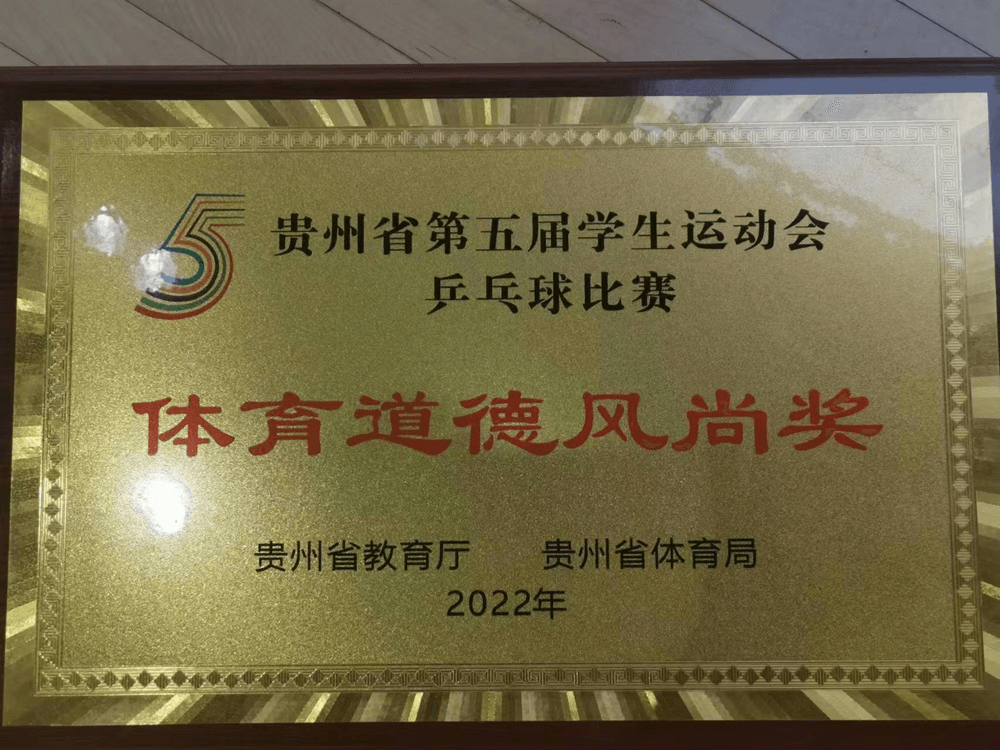 5
贵州省第五届学生运动会
乒乓球比赛
体育道德风尚奖
贵州省教育厅 贵州省体育局
2022年